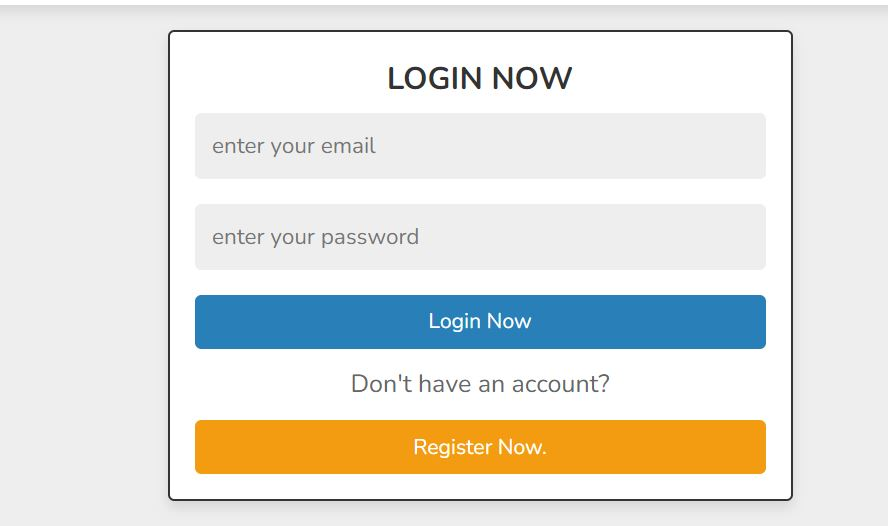 LOGIN NOW
enter your email
enter your password
Login Now
Don't have an account?
Register Now.